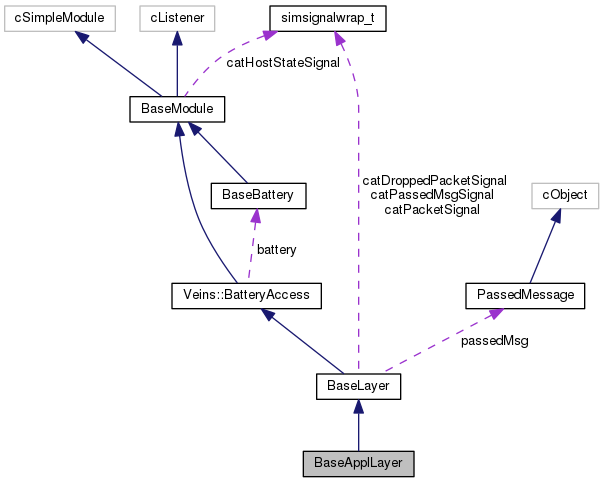 cSimpleModule
cListener
simsignalwrap_t
catHostStateSignal
BaseModule
catDroppedPacketSignal
catPassedMsgSignal
catPacketSignal
BaseBattery
cObject
battery
Veins::BatteryAccess
PassedMessage
passedMsg
BaseLayer
BaseApplLayer